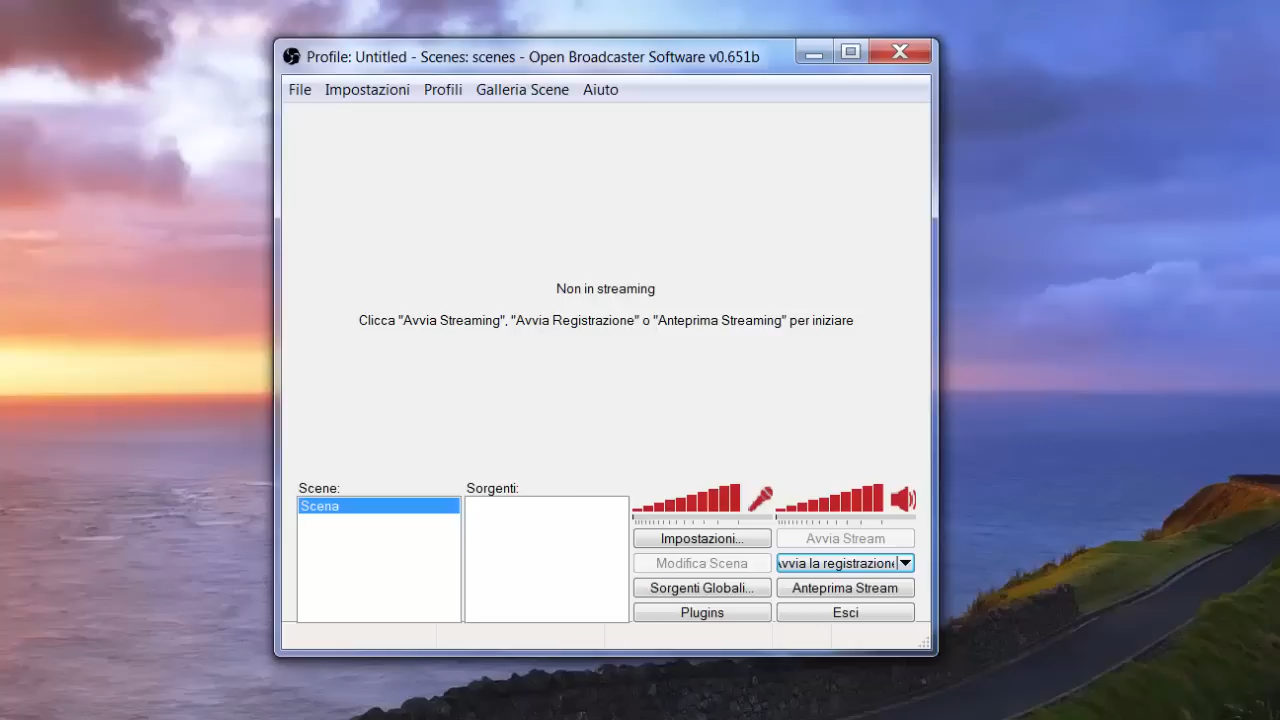 Profile: Untitled - Scenes: scenes - Open Broadcaster Software v0.651b
File Impostazioni Profili Galleria Scene Aiuto
Non in streaming
Clicca "Avvia Streaming", "Avvia Registrazione" o "Anteprima Streaming" per iniziare
Scene:
Scena
Sorgenti:
Impostazioni...
Avvia Stream
Modifica Scena
vvia la registrazione
Sorgenti Globali...
Anteprima Stream
Plugins
Esci